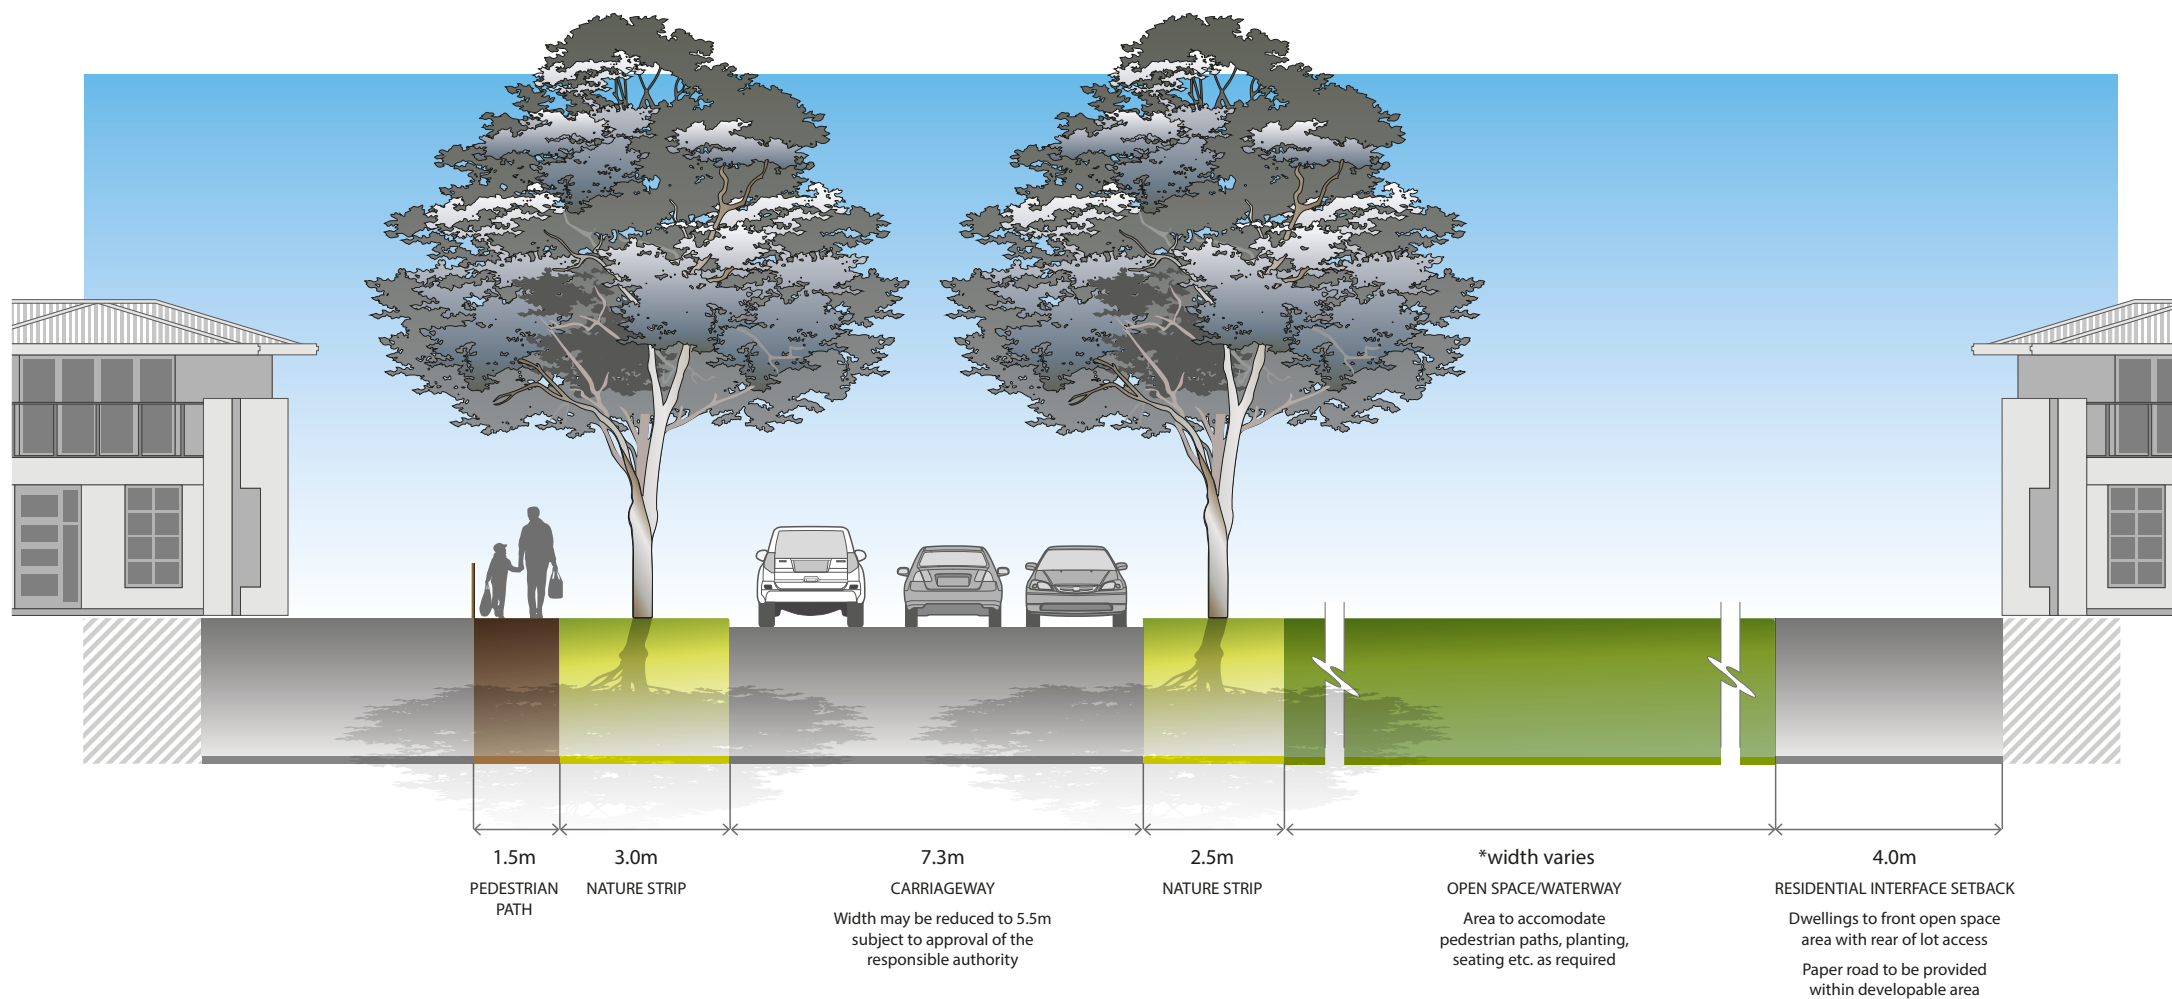 1.5m
PEDESTRIAN
PATH
3.0m
NATURE STRIP
7.3m
CARRIAGEWAY
Width may be reduced to 5.5m
subject to approval of the
responsible authority
2.5m
NATURE STRIP
*width varies
OPEN SPACE/WATERWAY
Area to accomodate
pedestrian paths, planting,
seating etc. as required
4.0m
RESIDENTIAL INTERFACE SETBACK
Dwellings to front open space
area with rear of lot access
Paper road to be provided
within developable area